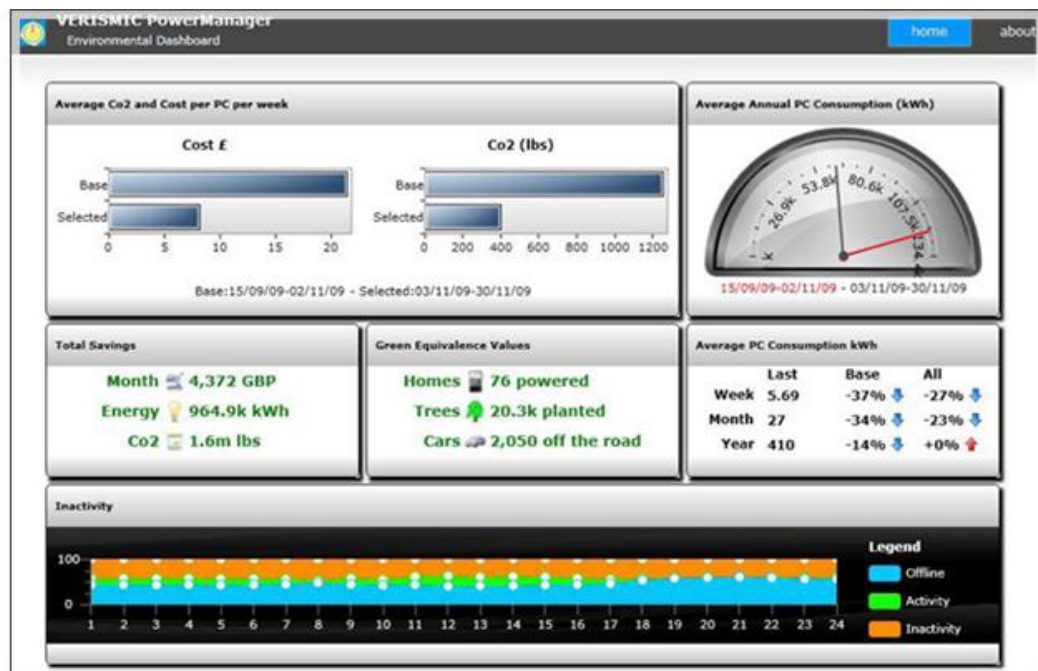 VERISMIC PowerManager
Environmental Dashboard
home
about
Average Co2 and Cost per PC per week
Cost £
Base
Selected
0 5 10 15 20
Co2 (lbs)
Base
Selected
0 200 400 600 800 1000 1200
Base:15/09/09-02/11/09 - Selected:03/11/09-30/11/09
Average Annual PC Consumption (kWh)
k 26.9k 53.8k 80.6k 107.5k 134.4k
15/09/09-02/11/09 - 03/11/09-30/11/09
Total Savings
Month 4,372 GBP
Energy 964.9k kWh
Co2 1.6m lbs
Green Equivalence Values
Homes 76 powered
Trees 20.3k planted
Cars 2,050 off the road
Average PC Consumption kWh
Last Base All
Week 5.69 -37% -27%
Month 27 -34% -23%
Year 410 -14% +0%
Inactivity
100
0
1 2 3 4 5 6 7 8 9 10 11 12 13 14 15 16 17 18 19 20 21 22 23 24
Legend
Offline
Activity
Inactivity